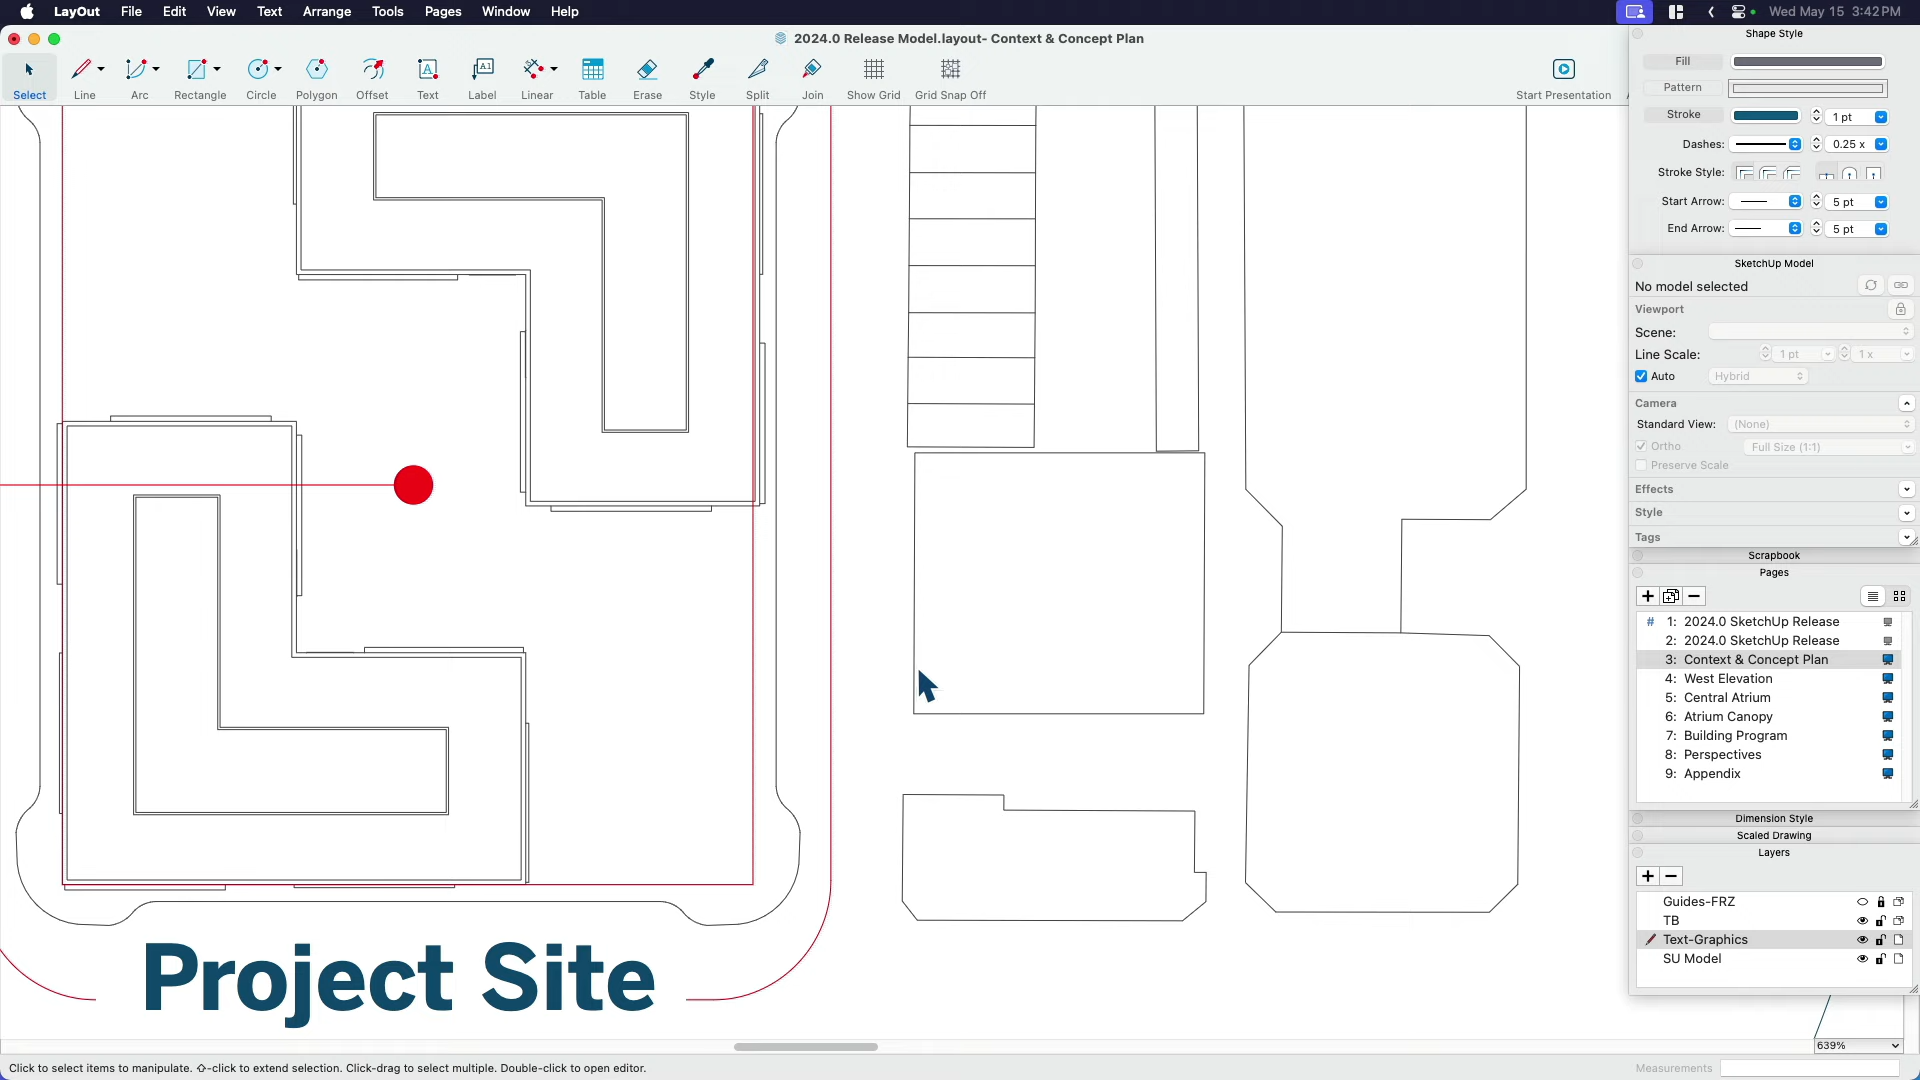 LayOut File Edit View Text Arrange Tools Pages Window Help Wed May 15 3:42 PM
2024.0 Release Model.layout- Context & Concept Plan
Select Line Arc Rectangle Circle Polygon Offset Text Label Linear Table Erase Style Split Join Show Grid Grid Snap Off Start Presentation
Shape Style
Fill
Pattern
Stroke 1 pt
Dashes: 0.25 x
Stroke Style:
Start Arrow: 5 pt
End Arrow: 5 pt
SketchUp Model
No model selected
Viewport
Scene:
Line Scale: 1 pt 1 x
Auto Hybrid
Camera
Standard View: (None)
Ortho Full Size (1:1)
Preserve Scale
Effects
Style
Tags
Scrapbook
Pages
# 1: 2024.0 SketchUp Release
2: 2024.0 SketchUp Release
3: Context & Concept Plan
4: West Elevation
5: Central Atrium
6: Atrium Canopy
7: Building Program
8: Perspectives
9: Appendix
Dimension Style
Scaled Drawing
Layers
Guides-FRZ
TB
Text-Graphics
SU Model
Project Site
639%
Click to select items to manipulate. ⇧-click to extend selection. Click-drag to select multiple. Double-click to open editor.
Measurements